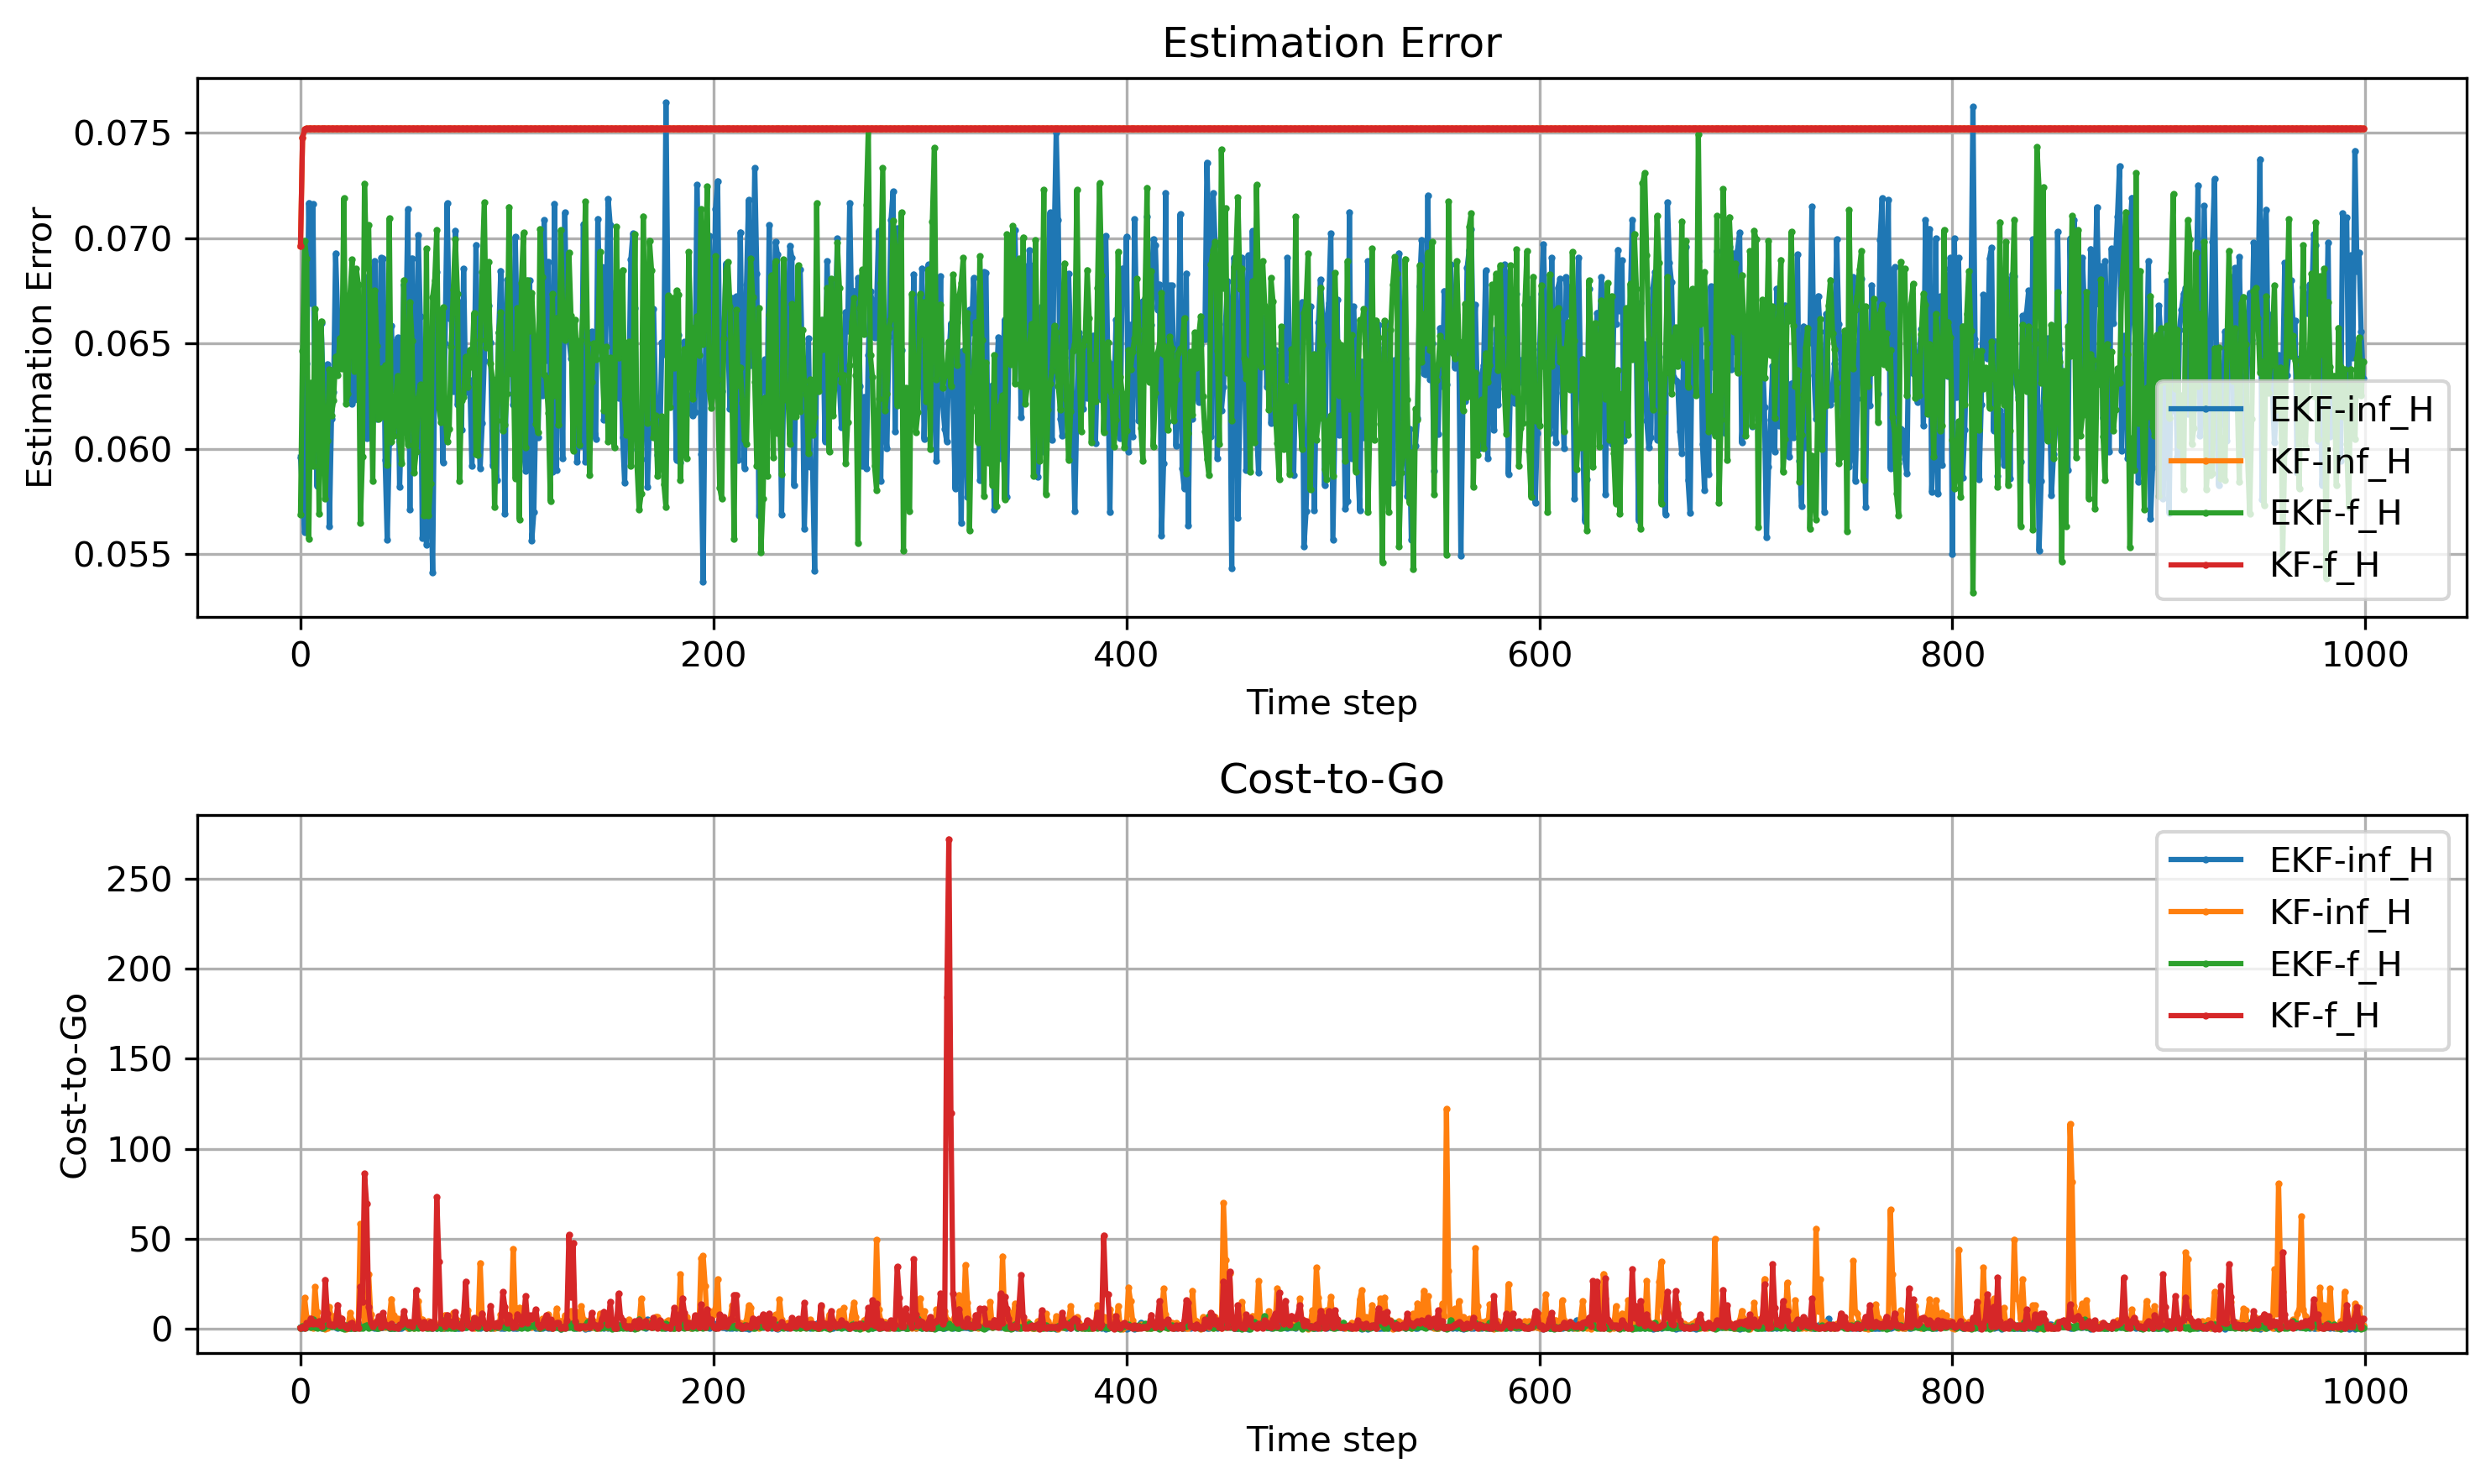 Estimation Error
Estimation Error
0.075
0.070
0.065
0.060
0.055
EKF-inf_H
KF-inf_H
EKF-f_H
KF-f_H
0 200 400 600 800 1000
Time step
Cost-to-Go
Cost-to-Go
250
200
150
100
50
0
EKF-inf_H
KF-inf_H
EKF-f_H
KF-f_H
0 200 400 600 800 1000
Time step